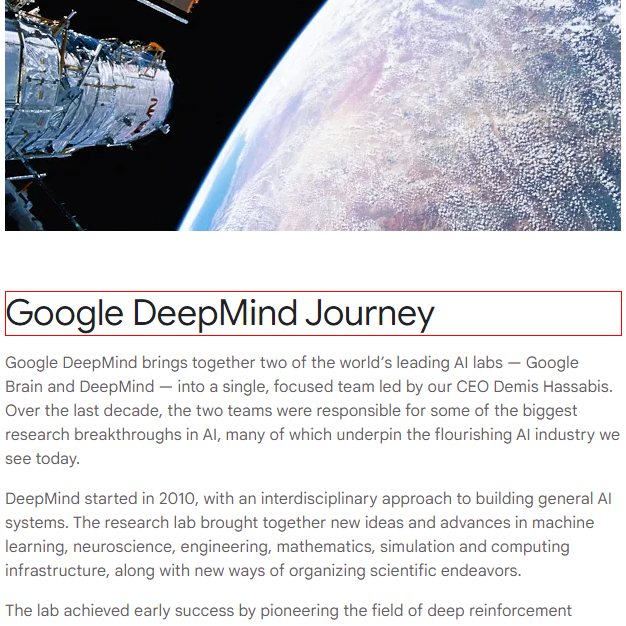 Google DeepMind Journey
Google DeepMind brings together two of the world’s leading AI labs — Google
Brain and DeepMind — into a single, focused team led by our CEO Demis Hassabis.
Over the last decade, the two teams were responsible for some of the biggest
research breakthroughs in AI, many of which underpin the flourishing AI industry we
see today.
DeepMind started in 2010, with an interdisciplinary approach to building general AI
systems. The research lab brought together new ideas and advances in machine
learning, neuroscience, engineering, mathematics, simulation and computing
infrastructure, along with new ways of organizing scientific endeavors.
The lab achieved early success by pioneering the field of deep reinforcement